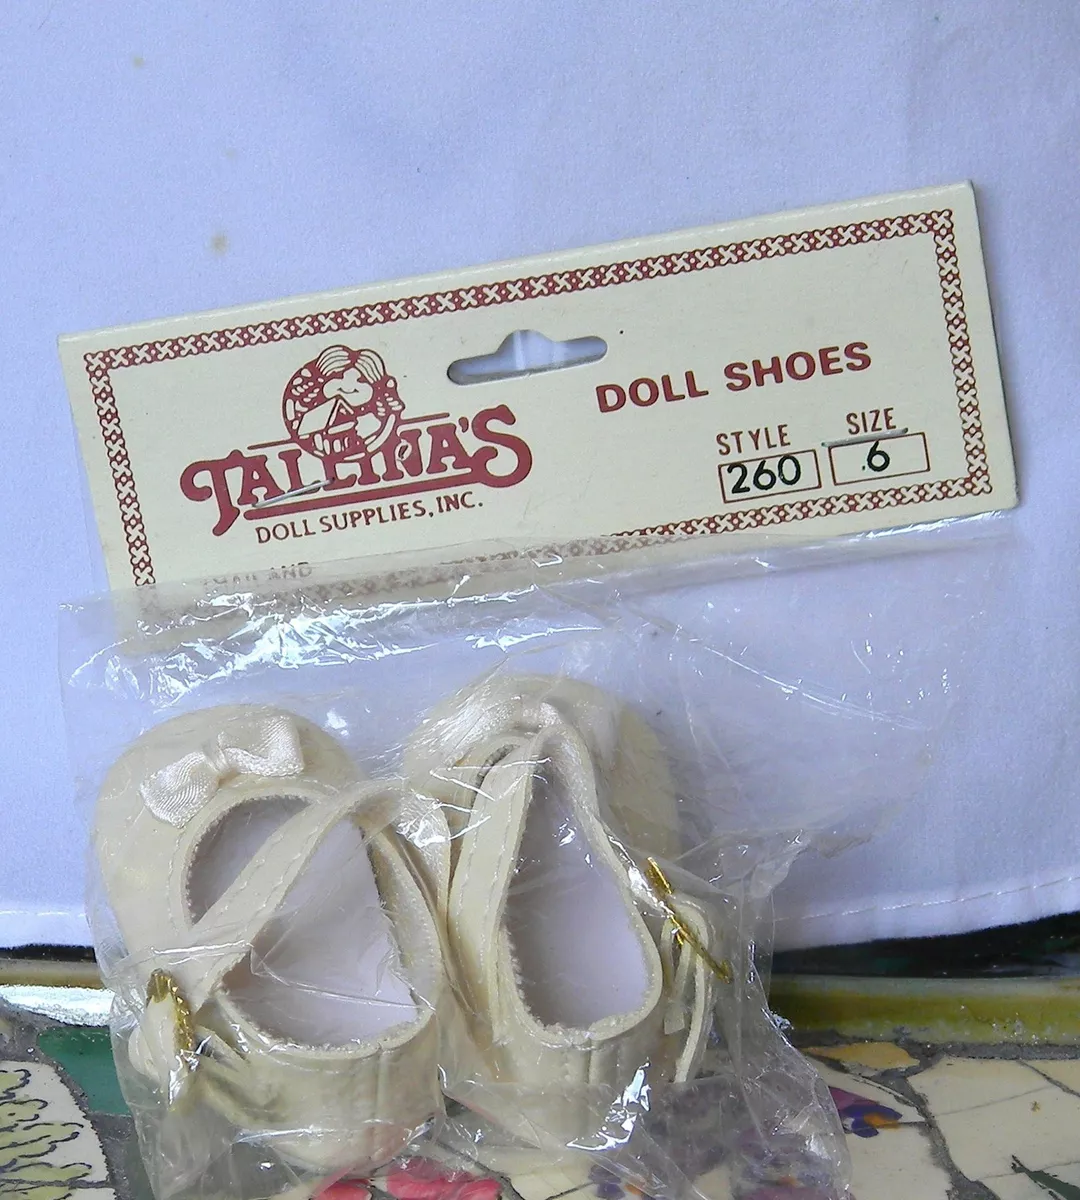 TALLINA'S
DOLL SUPPLIES, INC.
DOLL SHOES
STYLE SIZE
260 6